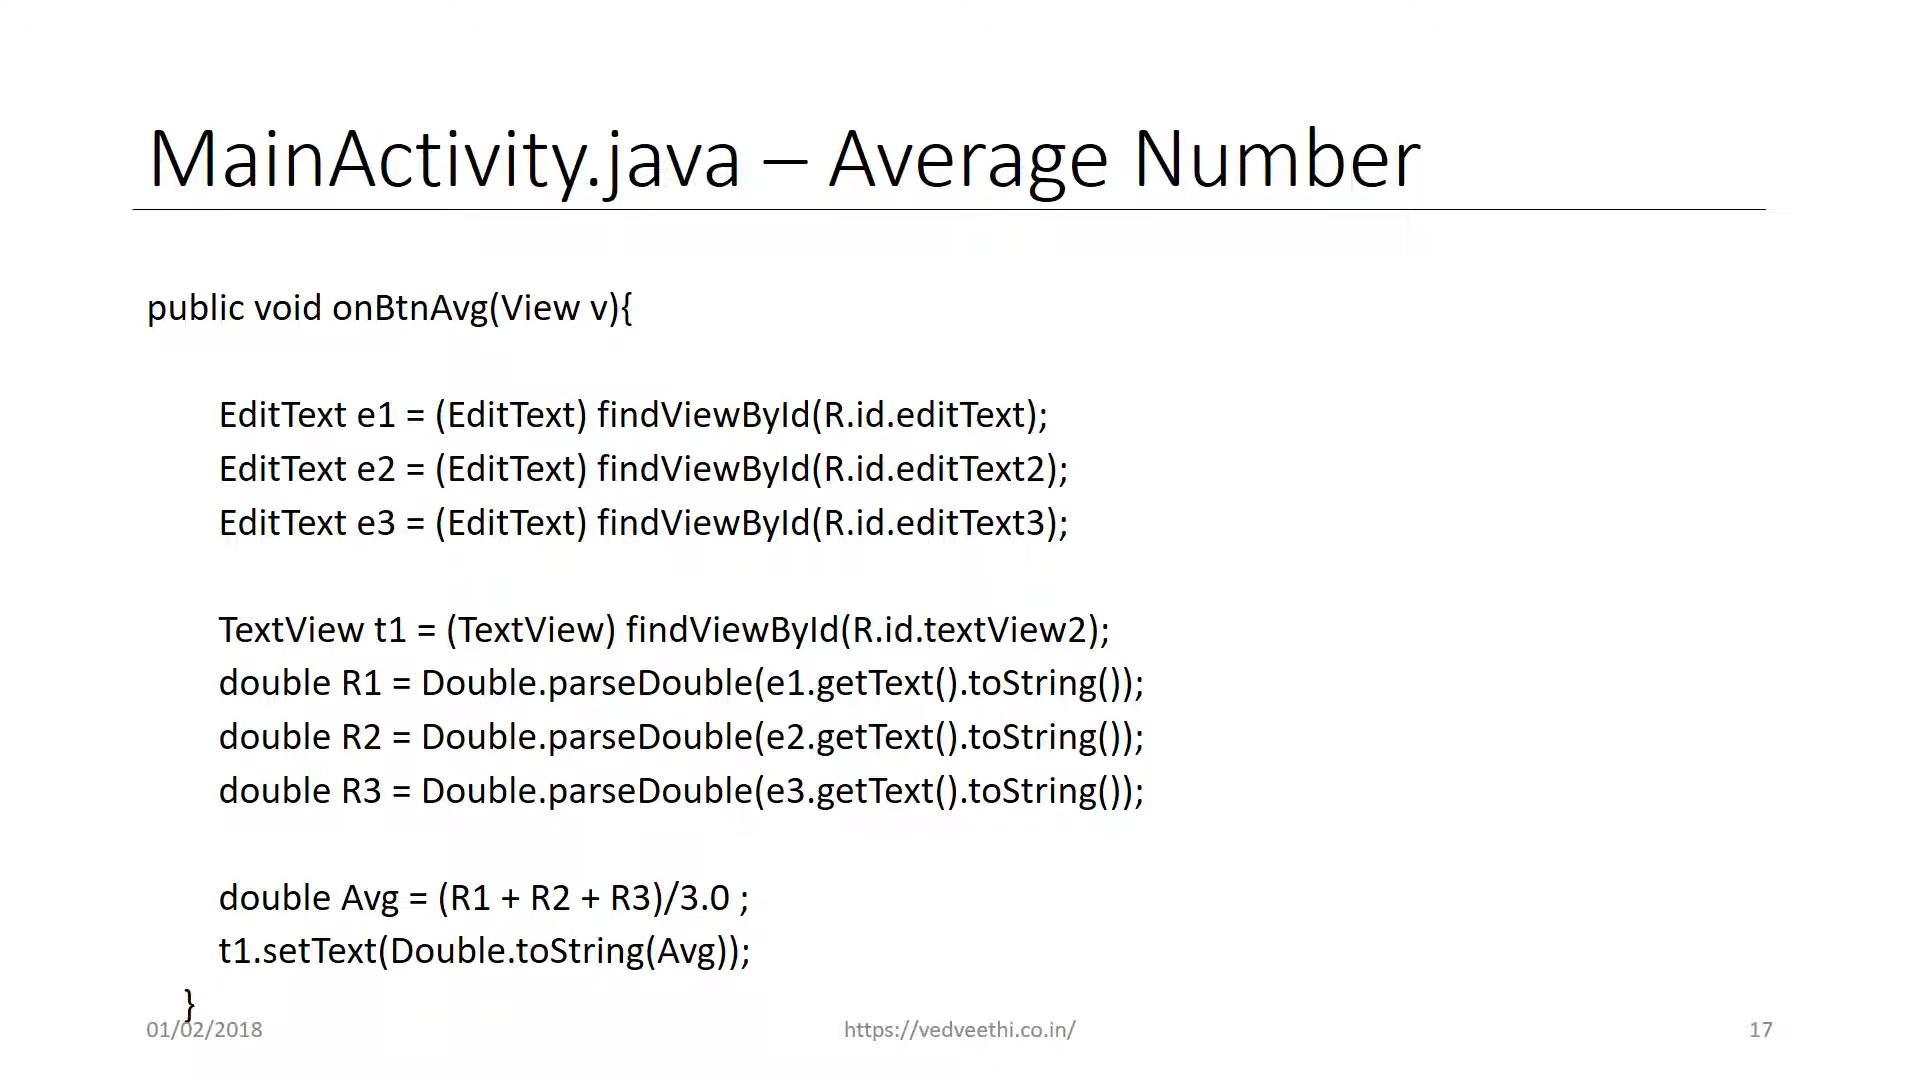 MainActivity.java – Average Number
public void onBtnAvg(View v){
EditText e1 = (EditText) findViewById(R.id.editText);
EditText e2 = (EditText) findViewById(R.id.editText2);
EditText e3 = (EditText) findViewById(R.id.editText3);
TextView t1 = (TextView) findViewById(R.id.textView2);
double R1 = Double.parseDouble(e1.getText().toString());
double R2 = Double.parseDouble(e2.getText().toString());
double R3 = Double.parseDouble(e3.getText().toString());
double Avg = (R1 + R2 + R3)/3.0 ;
t1.setText(Double.toString(Avg));
}
01/02/2018
https://vedveethi.co.in/
17